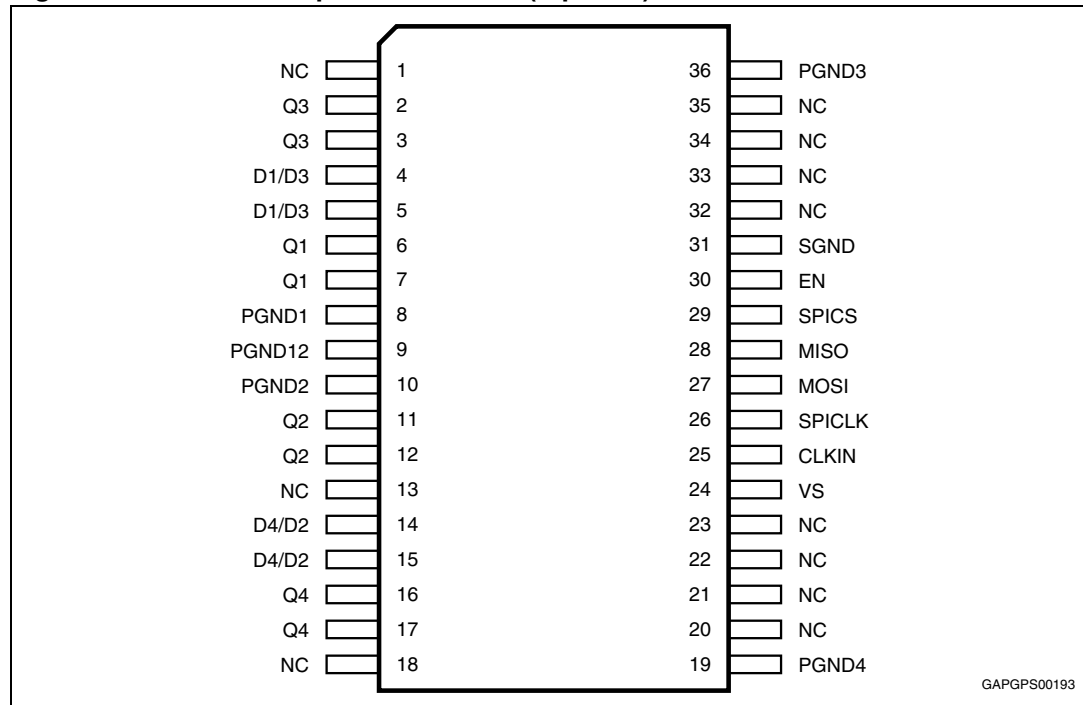 NC 1 36 PGND3
Q3 2 35 NC
Q3 3 34 NC
D1/D3 4 33 NC
D1/D3 5 32 NC
Q1 6 31 SGND
Q1 7 30 EN
PGND1 8 29 SPICS
PGND12 9 28 MISO
PGND2 10 27 MOSI
Q2 11 26 SPICLK
Q2 12 25 CLKIN
NC 13 24 VS
D4/D2 14 23 NC
D4/D2 15 22 NC
Q4 16 21 NC
Q4 17 20 NC
NC 18 19 PGND4
GAPGPS00193